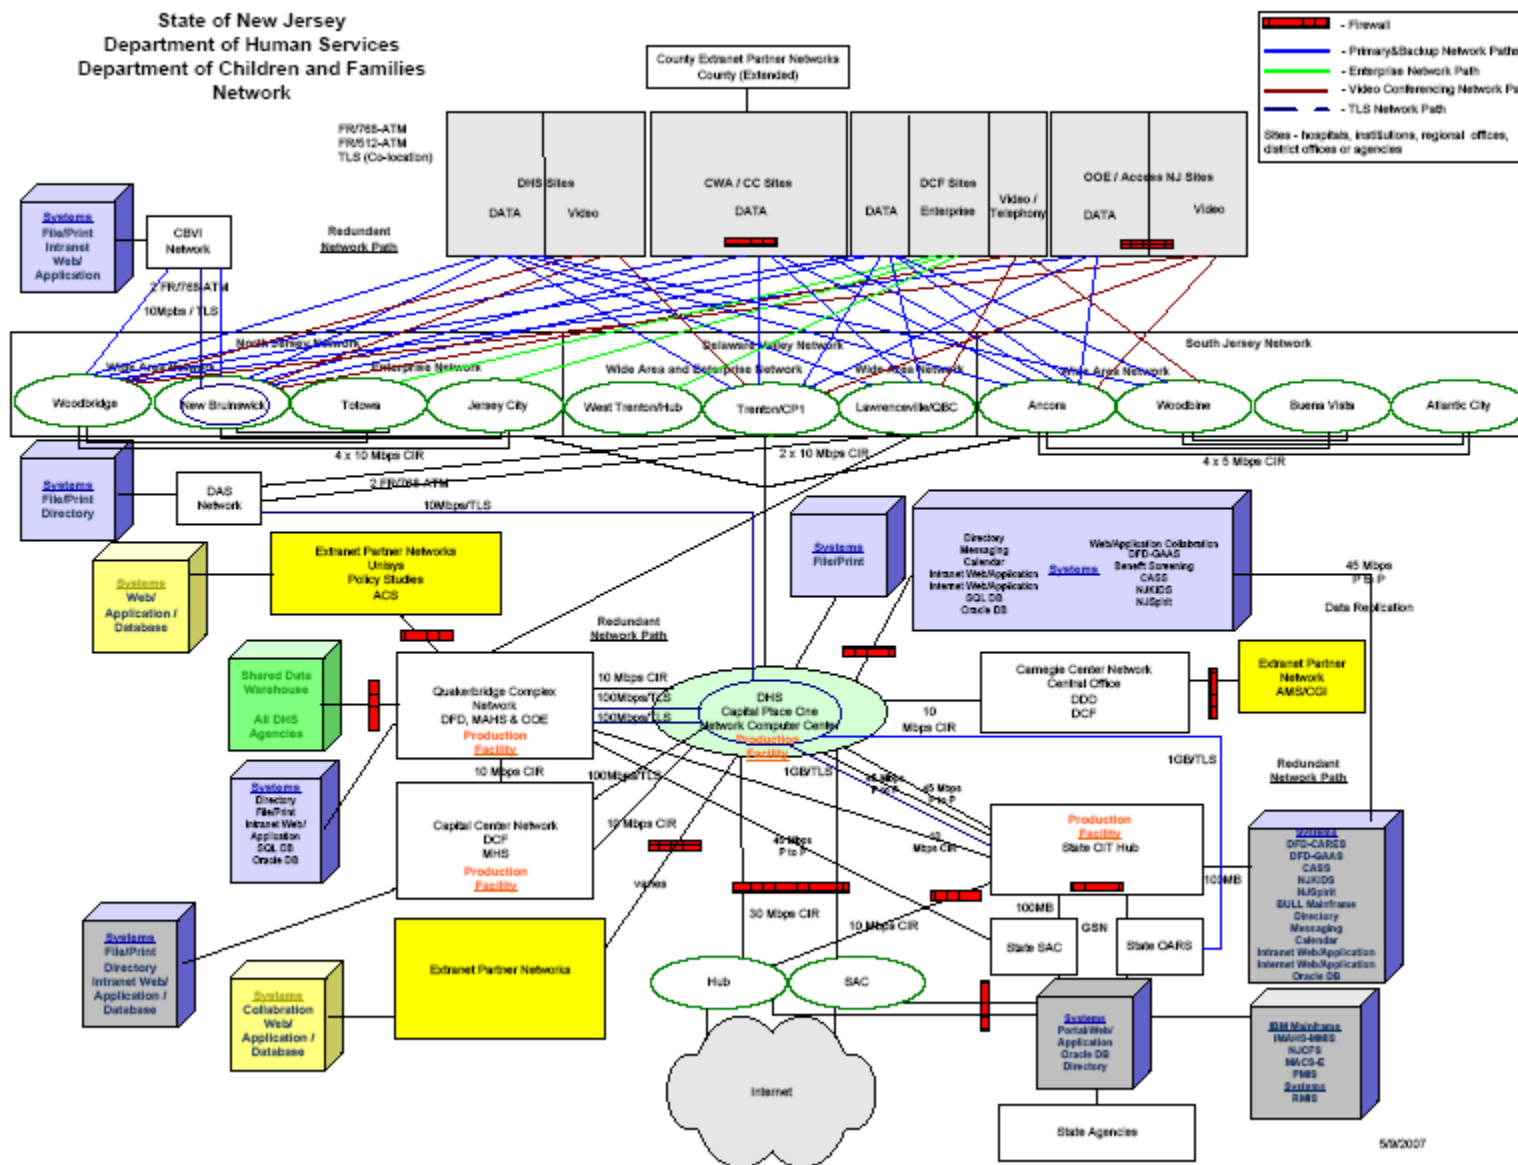 State of New Jersey
Department of Human Services
Department of Children and Families
Network
- Firewall
- Primary&Backup Network Paths
- Enterprise Network Path
- Video Conferencing Network Pa
- TLS Network Path
Sites - hospitals, institutions, regional offices,
district offices or agencies
County Extranet Partner Networks
County (Extended)
FR/768-ATM
FR/512-ATM
TLS (Co-location)
DHS Sites
DATA
Video
CWA / CC Sites
DATA
DCF Sites
DATA
Enterprise
Video /
Telephony
OOE / Access NJ Sites
DATA
Video
Systems
File/Print
Intranet
Web/
Application
CBVI
Network
Redundant
Network Path
2 FR/768-ATM
10Mpbs / TLS
North Jersey Network
Delaware Valley Network
South Jersey Network
Wide Area Network
Enterprise Network
Wide Area and Enterprise Network
Wide Area Network
Wide Area Network
Woodbridge
New Brunswick
Totowa
Jersey City
West Trenton/Hub
Trenton/CP1
Lawrenceville/QBC
Ancora
Woodbine
Buena Vista
Atlantic City
4 x 10 Mbps CIR
2 x 10 Mbps CIR
4 x 5 Mbps CIR
Systems
File/Print
Directory
DAS
Network
2 FR/768-ATM
10Mbps/TLS
Systems
Web/
Application /
Database
Extranet Partner Networks
Unisys
Policy Studies
ACS
Systems
File/Print
Directory
Messaging
Calendar
Intranet Web/Application
Internet Web/Application
SQL DB
Oracle DB
Systems
Web/Application Collabration
DFD-GAAS
Benefit Screening
CASS
NJKIDS
NJSpirit
45 Mbps
P to P
Data Replication
Redundant
Network Path
Shared Data
Warehouse
All DHS
Agencies
Quakerbridge Complex
Network
DFD, MAHS & OOE
Production
Facility
10 Mbps CIR
100Mbps/TLS
100Mbps/TLS
DHS
Capital Place One
Network Computer Center
Production
Facility
Carnegie Center Network
Central Office
DDD
DCF
Extranet Partner
Network
AMS/CGI
10
Mbps CIR
Systems
Directory
File/Print
Intranet Web/
Application
SQL DB
Oracle DB
10 Mbps CIR
100Mbps/TLS
1GB/TLS
45 Mbps
P to P
45 Mbps
P to P
1GB/TLS
Redundant
Network Path
Capital Center Network
DCF
MHS
Production
Facility
10 Mbps CIR
45 Mbps
P to P
10
Mbps CIR
Production
Facility
State CIT Hub
100MB
Systems
DFD-CARES
DFD-GAAS
CASS
NJKIDS
NJSpirit
BULL Mainframe
Directory
Messaging
Calendar
Intranet Web/Application
Internet Web/Application
Oracle DB
varies
30 Mbps CIR
10 Mbps CIR
100MB
GSN
State SAC
State OARS
Systems
File/Print
Directory
Intranet Web/
Application /
Database
Systems
Collabration
Web/
Application /
Database
Extranet Partner Networks
Hub
SAC
Systems
Portal/Web/
Application
Oracle DB
Directory
IBM Mainframe
IMAHS-MMIS
NJCFS
MACS-E
PMIS
Systems
RMIS
Internet
State Agencies
5/9/2007